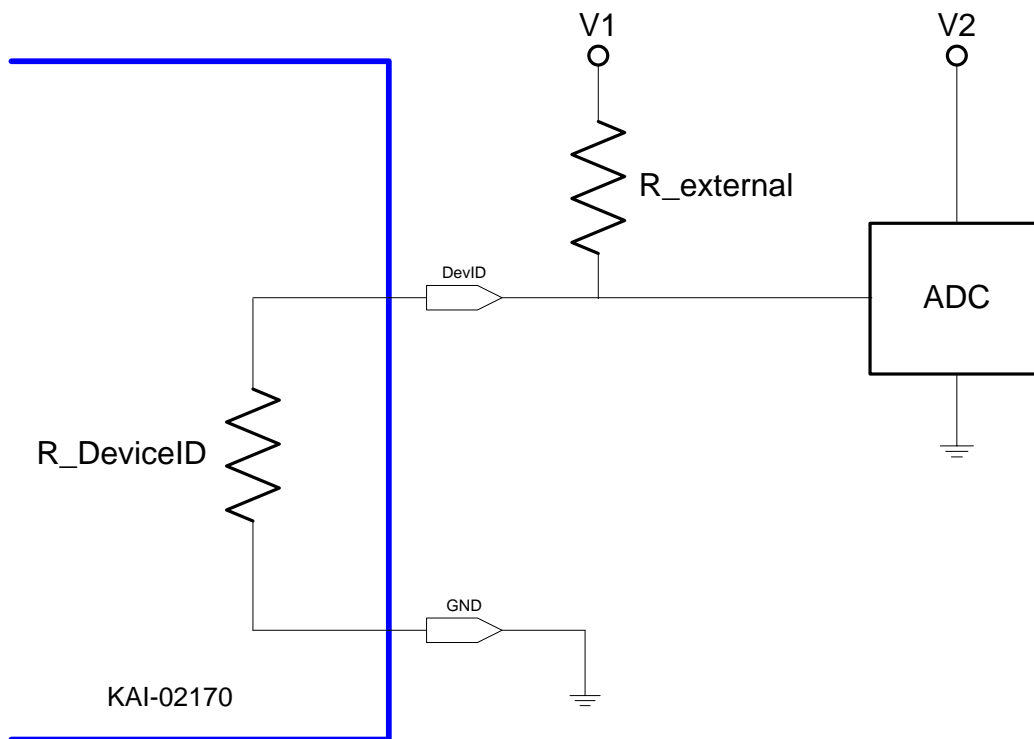 V1
V2
R_external
DevID
ADC
R_DeviceID
GND
KAI-02170